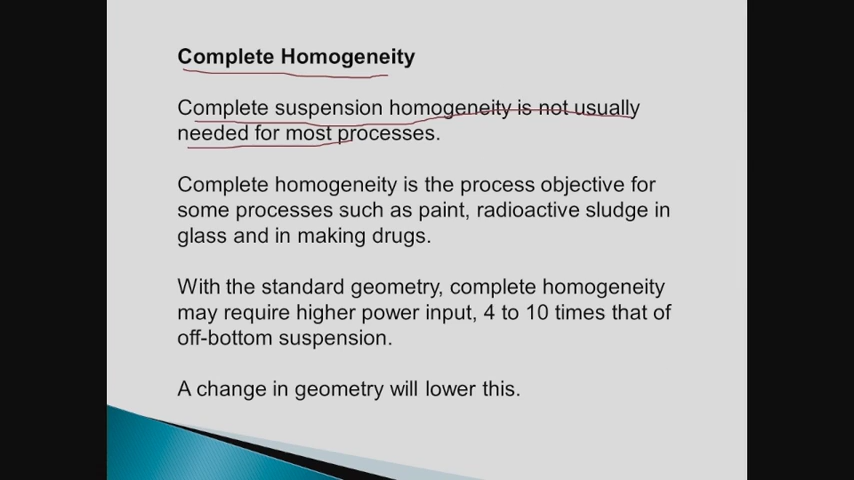 Complete Homogeneity
Complete suspension homogeneity is not usually
needed for most processes.
Complete homogeneity is the process objective for
some processes such as paint, radioactive sludge in
glass and in making drugs.
With the standard geometry, complete homogeneity
may require higher power input, 4 to 10 times that of
off-bottom suspension.
A change in geometry will lower this.